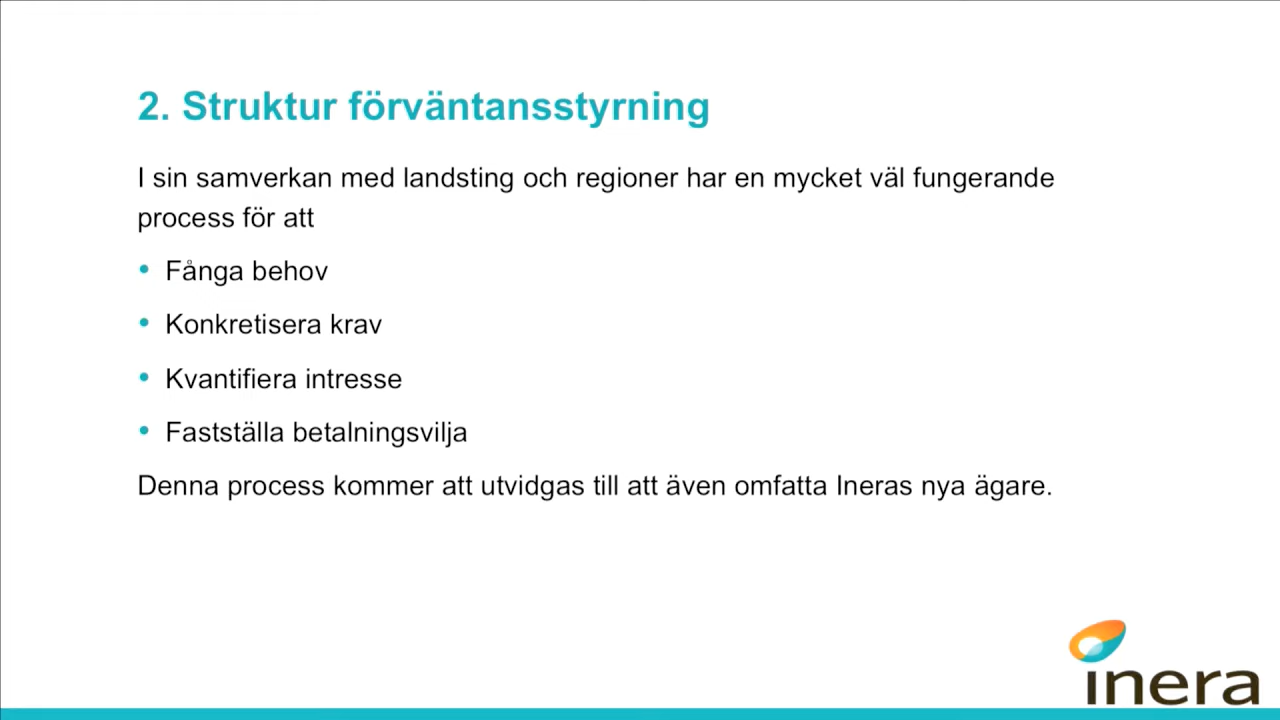 2. Struktur förväntansstyrning
I sin samverkan med landsting och regioner har en mycket väl fungerande
process för att
• Fånga behov
• Konkretisera krav
• Kvantifiera intresse
• Fastställa betalningsvilja
Denna process kommer att utvidgas till att även omfatta Ineras nya ägare.
inera